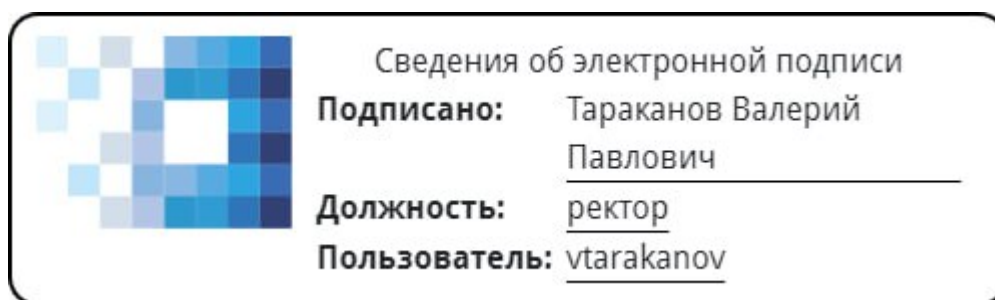 Сведения об электронной подписи
Подписано: Тараканов Валерий
Павлович
Должность: ректор
Пользователь: vtarakanov